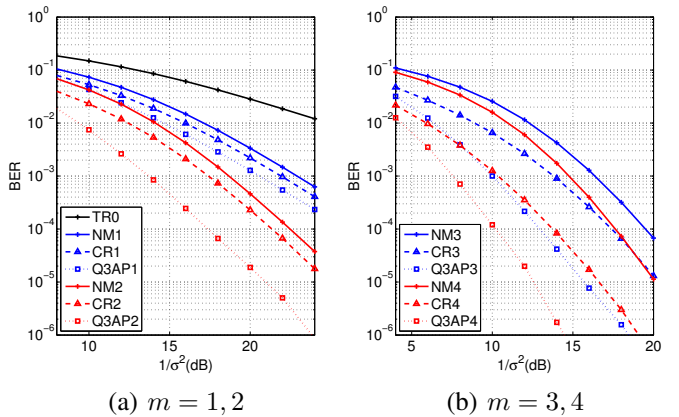 10^0
10^-1
10^-2
10^-3
10^-4
10^-5
10^-6
BER
TR0
NM1
CR1
Q3AP1
NM2
CR2
Q3AP2
10 15 20
1/σ²(dB)
(a) m = 1, 2
10^0
10^-1
10^-2
10^-3
10^-4
10^-5
10^-6
BER
NM3
CR3
Q3AP3
NM4
CR4
Q3AP4
5 10 15 20
1/σ²(dB)
(b) m = 3, 4